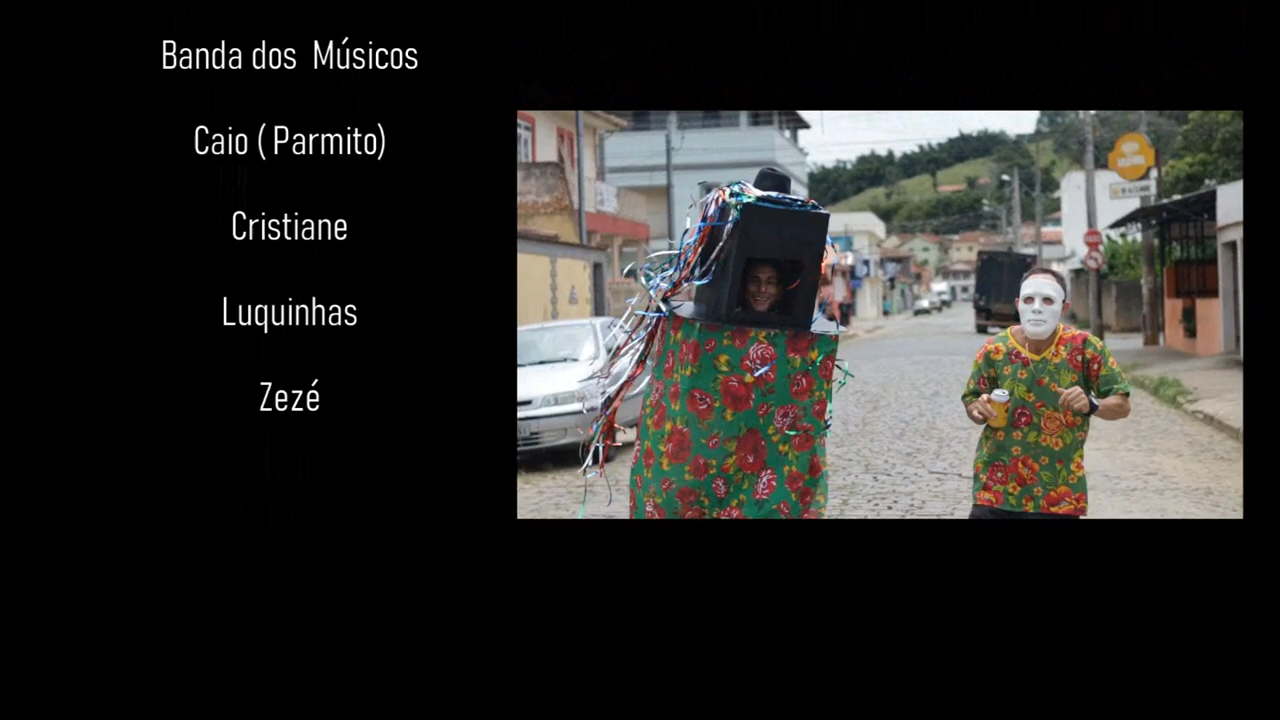 Banda dos Músicos
Caio ( Parmito)
Cristiane
Luquinhas
Zezé